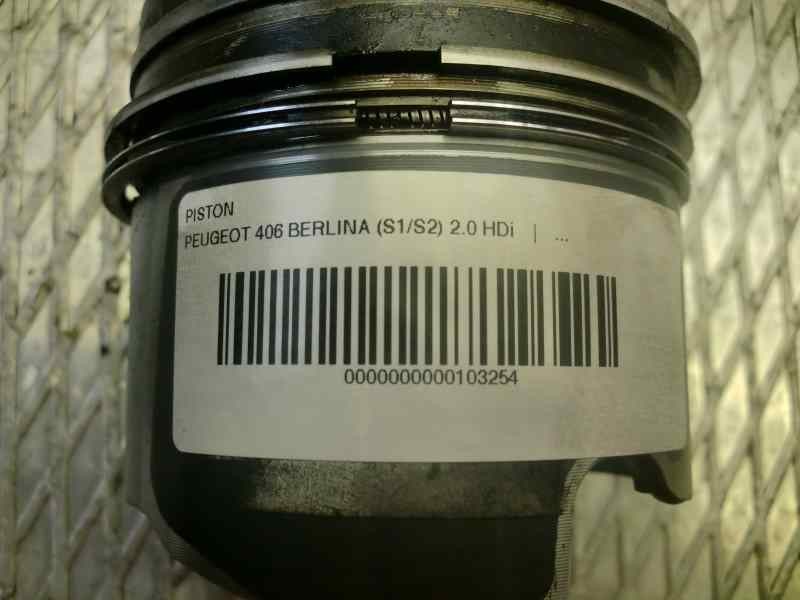 PISTON
PEUGEOT 406 BERLINA (S1/S2) 2.0 HDi | ...
0000000000103254